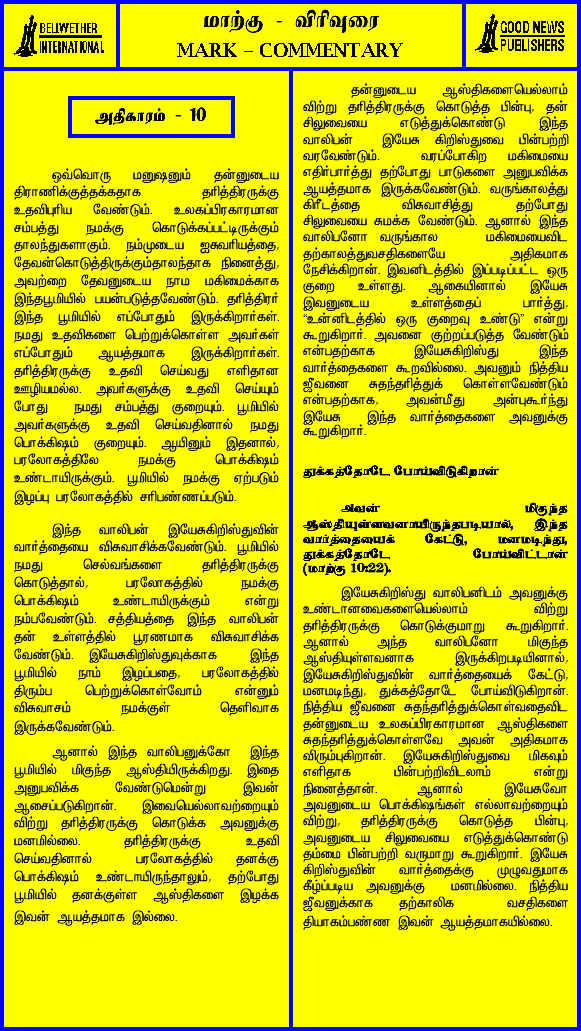 BELLWETHER
INTERNATIONAL
மாற்கு - விரிவுரை
MARK – COMMENTARY
GOOD NEWS
PUBLISHERS
அதிகாரம் - 10
ஒவ்வொரு மனுஷனும் தன்னுடைய
திராணிக்குத்தக்கதாக தரித்திரருக்கு
உதவிபுரிய வேண்டும். உலகப்பிரகாரமான
சம்பத்து நமக்கு கொடுக்கப்பட்டிருக்கும்
தாலந்துகளாகும். நம்முடைய ஐசுவரியத்தை,
தேவன்கொடுத்திருக்கும்தாலந்தாக நினைத்து,
அவற்றை தேவனுடைய நாம மகிமைக்காக
இந்தபூமியில் பயன்படுத்தவேண்டும். தரித்திரர்
இந்த பூமியில் எப்போதும் இருக்கிறார்கள்.
நமது உதவிகளை பெற்றுக்கொள்ள அவர்கள்
எப்போதும் ஆயத்தமாக இருக்கிறார்கள்.
தரித்திரருக்கு உதவி செய்வது எளிதான
ஊழியமல்ல. அவர்களுக்கு உதவி செய்யும்
போது நமது சம்பத்து குறையும். பூமியில்
அவர்களுக்கு உதவி செய்வதினால் நமது
பொக்கிஷம் குறையும். ஆயினும் இதனால்,
பரலோகத்திலே நமக்கு பொக்கிஷம்
உண்டாயிருக்கும். பூமியில் நமக்கு ஏற்படும்
இழப்பு பரலோகத்தில் சரிபண்ணப்படும்.
இந்த வாலிபன் இயேசுகிறிஸ்துவின்
வார்த்தையை விசுவாசிக்கவேண்டும். பூமியில்
நமது செல்வங்களை தரித்திரருக்கு
கொடுத்தால், பரலோகத்தில் நமக்கு
பொக்கிஷம் உண்டாயிருக்கும் என்று
நம்பவேண்டும். சத்தியத்தை இந்த வாலிபன்
தன் உள்ளத்தில் பூரணமாக விசுவாசிக்க
வேண்டும். இயேசுகிறிஸ்துவுக்காக இந்த
பூமியில் நாம் இழப்பதை, பரலோகத்தில்
திரும்ப பெற்றுக்கொள்வோம் என்னும்
விசுவாசம் நமக்குள் தெளிவாக
இருக்கவேண்டும்.
ஆனால் இந்த வாலிபனுக்கோ இந்த
பூமியில் மிகுந்த ஆஸ்தியிருக்கிறது. இதை
அனுபவிக்க வேண்டுமென்று இவன்
ஆசைப்படுகிறான். இவையெல்லாவற்றையும்
விற்று தரித்திரருக்கு கொடுக்க அவனுக்கு
மனமில்லை. தரித்திரருக்கு உதவி
செய்வதினால் பரலோகத்தில் தனக்கு
பொக்கிஷம் உண்டாயிருந்தாலும், தற்போது
பூமியில் தனக்குள்ள ஆஸ்திகளை இழக்க
இவன் ஆயத்தமாக இல்லை.
தன்னுடைய ஆஸ்திகளையெல்லாம்
விற்று தரித்திரருக்கு கொடுத்த பின்பு, தன்
சிலுவையை எடுத்துக்கொண்டு இந்த
வாலிபன் இயேசு கிறிஸ்துவை பின்பற்றி
வரவேண்டும். வரப்போகிற மகிமையை
எதிர்பார்த்து தற்போது பாடுகளை அனுபவிக்க
ஆயத்தமாக இருக்கவேண்டும். வருங்காலத்து
கிரீடத்தை விசுவாசித்து தற்போது
சிலுவையை சுமக்க வேண்டும். ஆனால் இந்த
வாலிபனோ வருங்கால மகிமையைவிட
தற்காலத்துவசதிகளையே அதிகமாக
நேசிக்கிறான். இவனிடத்தில் இப்படிப்பட்ட ஒரு
குறை உள்ளது. ஆகையினால் இயேசு
இவனுடைய உள்ளத்தைப் பார்த்து,
“உன்னிடத்தில் ஒரு குறைவு உண்டு” என்று
கூறுகிறார். அவனை குற்றப்படுத்த வேண்டும்
என்பதற்காக இயேசுகிறிஸ்து இந்த
வார்த்தைகளை கூறவில்லை. அவனும் நித்திய
ஜீவனை சுதந்தரித்துக் கொள்ளவேண்டும்
என்பதற்காக, அவன்மீது அன்புகூர்ந்து
இயேசு இந்த வார்த்தைகளை அவனுக்கு
கூறுகிறார்.
துக்கத்தோடே போய்விடுகிறான்
அவன் மிகுந்த
ஆஸ்தியுள்ளவனாயிருந்தபடியால், இந்த
வார்த்தையைக் கேட்டு, மனமடிந்து,
துக்கத்தோடே போய்விட்டான்
(மாற்கு 10:22).
இயேசுகிறிஸ்து வாலிபனிடம் அவனுக்கு
உண்டானவைகளையெல்லாம் விற்று
தரித்திரருக்கு கொடுக்குமாறு கூறுகிறார்.
ஆனால் அந்த வாலிபனோ மிகுந்த
ஆஸ்தியுள்ளவனாக இருக்கிறபடியினால்,
இயேசுகிறிஸ்துவின் வார்த்தையைக் கேட்டு,
மனமடிந்து, துக்கத்தோடே போய்விடுகிறான்.
நித்திய ஜீவனை சுதந்தரித்துக்கொள்வதைவிட
தன்னுடைய உலகப்பிரகாரமான ஆஸ்திகளை
சுதந்தரித்துக்கொள்ளவே அவன் அதிகமாக
விரும்புகிறான். இயேசுகிறிஸ்துவை மிகவும்
எளிதாக பின்பற்றிவிடலாம் என்று
நினைத்தான். ஆனால் இயேசுவோ
அவனுடைய பொக்கிஷங்கள் எல்லாவற்றையும்
விற்று, தரித்திரருக்கு கொடுத்த பின்பு,
அவனுடைய சிலுவையை எடுத்துக்கொண்டு
தம்மை பின்பற்றி வருமாறு கூறுகிறார். இயேசு
கிறிஸ்துவின் வார்த்தைக்கு முழுவதுமாக
கீழ்ப்படிய அவனுக்கு மனமில்லை. நித்திய
ஜீவனுக்காக தற்காலிக வசதிகளை
தியாகம்பண்ண இவன் ஆயத்தமாகயில்லை.